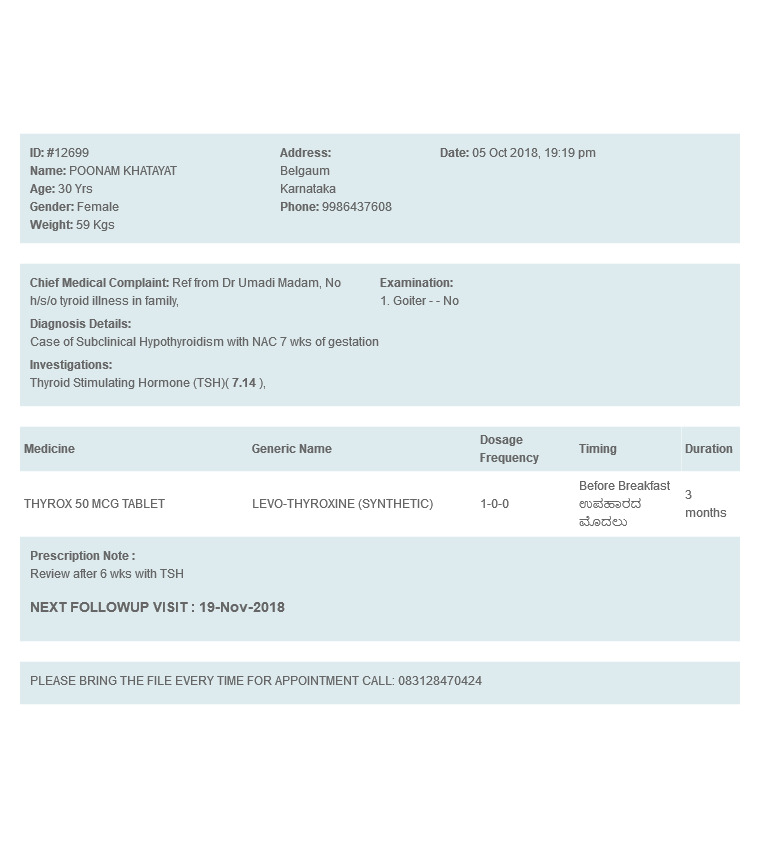 ID: #12699
Name: POONAM KHATAYAT
Age: 30 Yrs
Gender: Female
Weight: 59 Kgs
Address:
Belgaum
Karnataka
Phone: 9986437608
Date: 05 Oct 2018, 19:19 pm
Chief Medical Complaint: Ref from Dr Umadi Madam, No
h/s/o tyroid illness in family,
Examination:
1. Goiter - - No
Diagnosis Details:
Case of Subclinical Hypothyroidism with NAC 7 wks of gestation
Investigations:
Thyroid Stimulating Hormone (TSH)( 7.14 ),
Medicine Generic Name Dosage Frequency Timing Duration
THYROX 50 MCG TABLET LEVO-THYROXINE (SYNTHETIC) 1-0-0 Before Breakfast ಉಪಹಾರದ ಮೊದಲು 3 months
Prescription Note :
Review after 6 wks with TSH
NEXT FOLLOWUP VISIT : 19-Nov-2018
PLEASE BRING THE FILE EVERY TIME FOR APPOINTMENT CALL: 083128470424